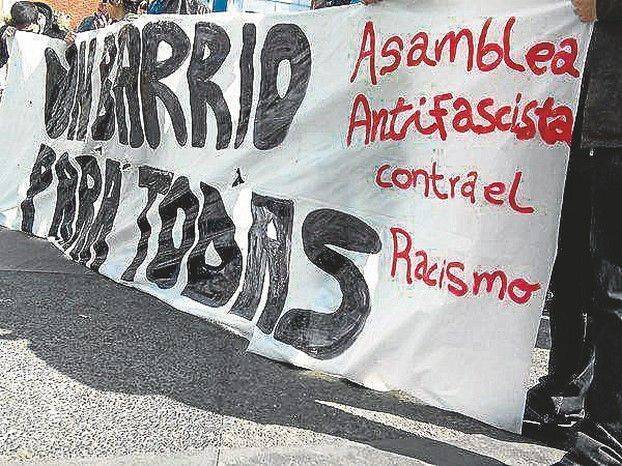 UN BARRIO
PARA TODAS
Asamblea
Antifascista
contra el
Racismo